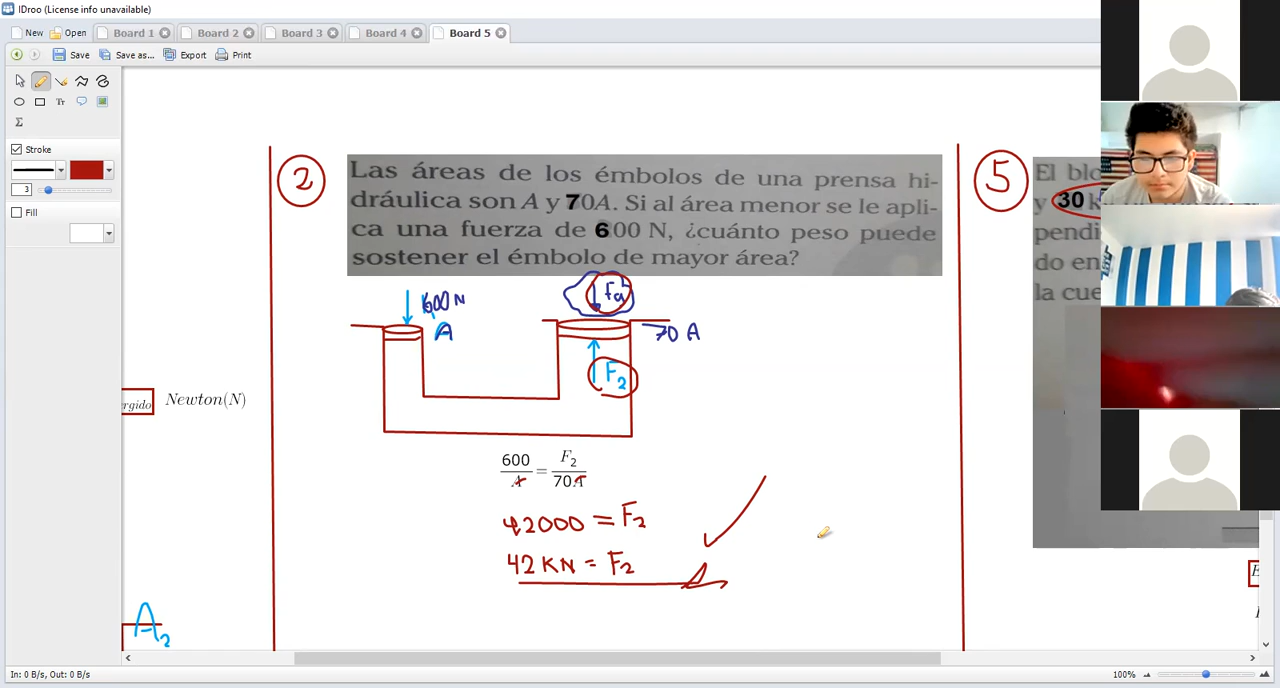 IDroo (License info unavailable)
New Open Board 1 Board 2 Board 3 Board 4 Board 5
Save Save as... Export Print
Tr
Σ
Stroke
3
Fill
2
Las áreas de los émbolos de una prensa hi-
dráulica son A y 70A. Si al área menor se le apli-
ca una fuerza de 600 N, ¿cuánto peso puede
sostener el émbolo de mayor área?
600 N
A
Fg
70 A
F2
600/A = F2/70A
42000 = F2
42 KN = F2
ergido Newton(N)
A2
5
El blo
y 30 k
pendi
do en
la cue
E
In: 0 B/s, Out: 0 B/s
100%